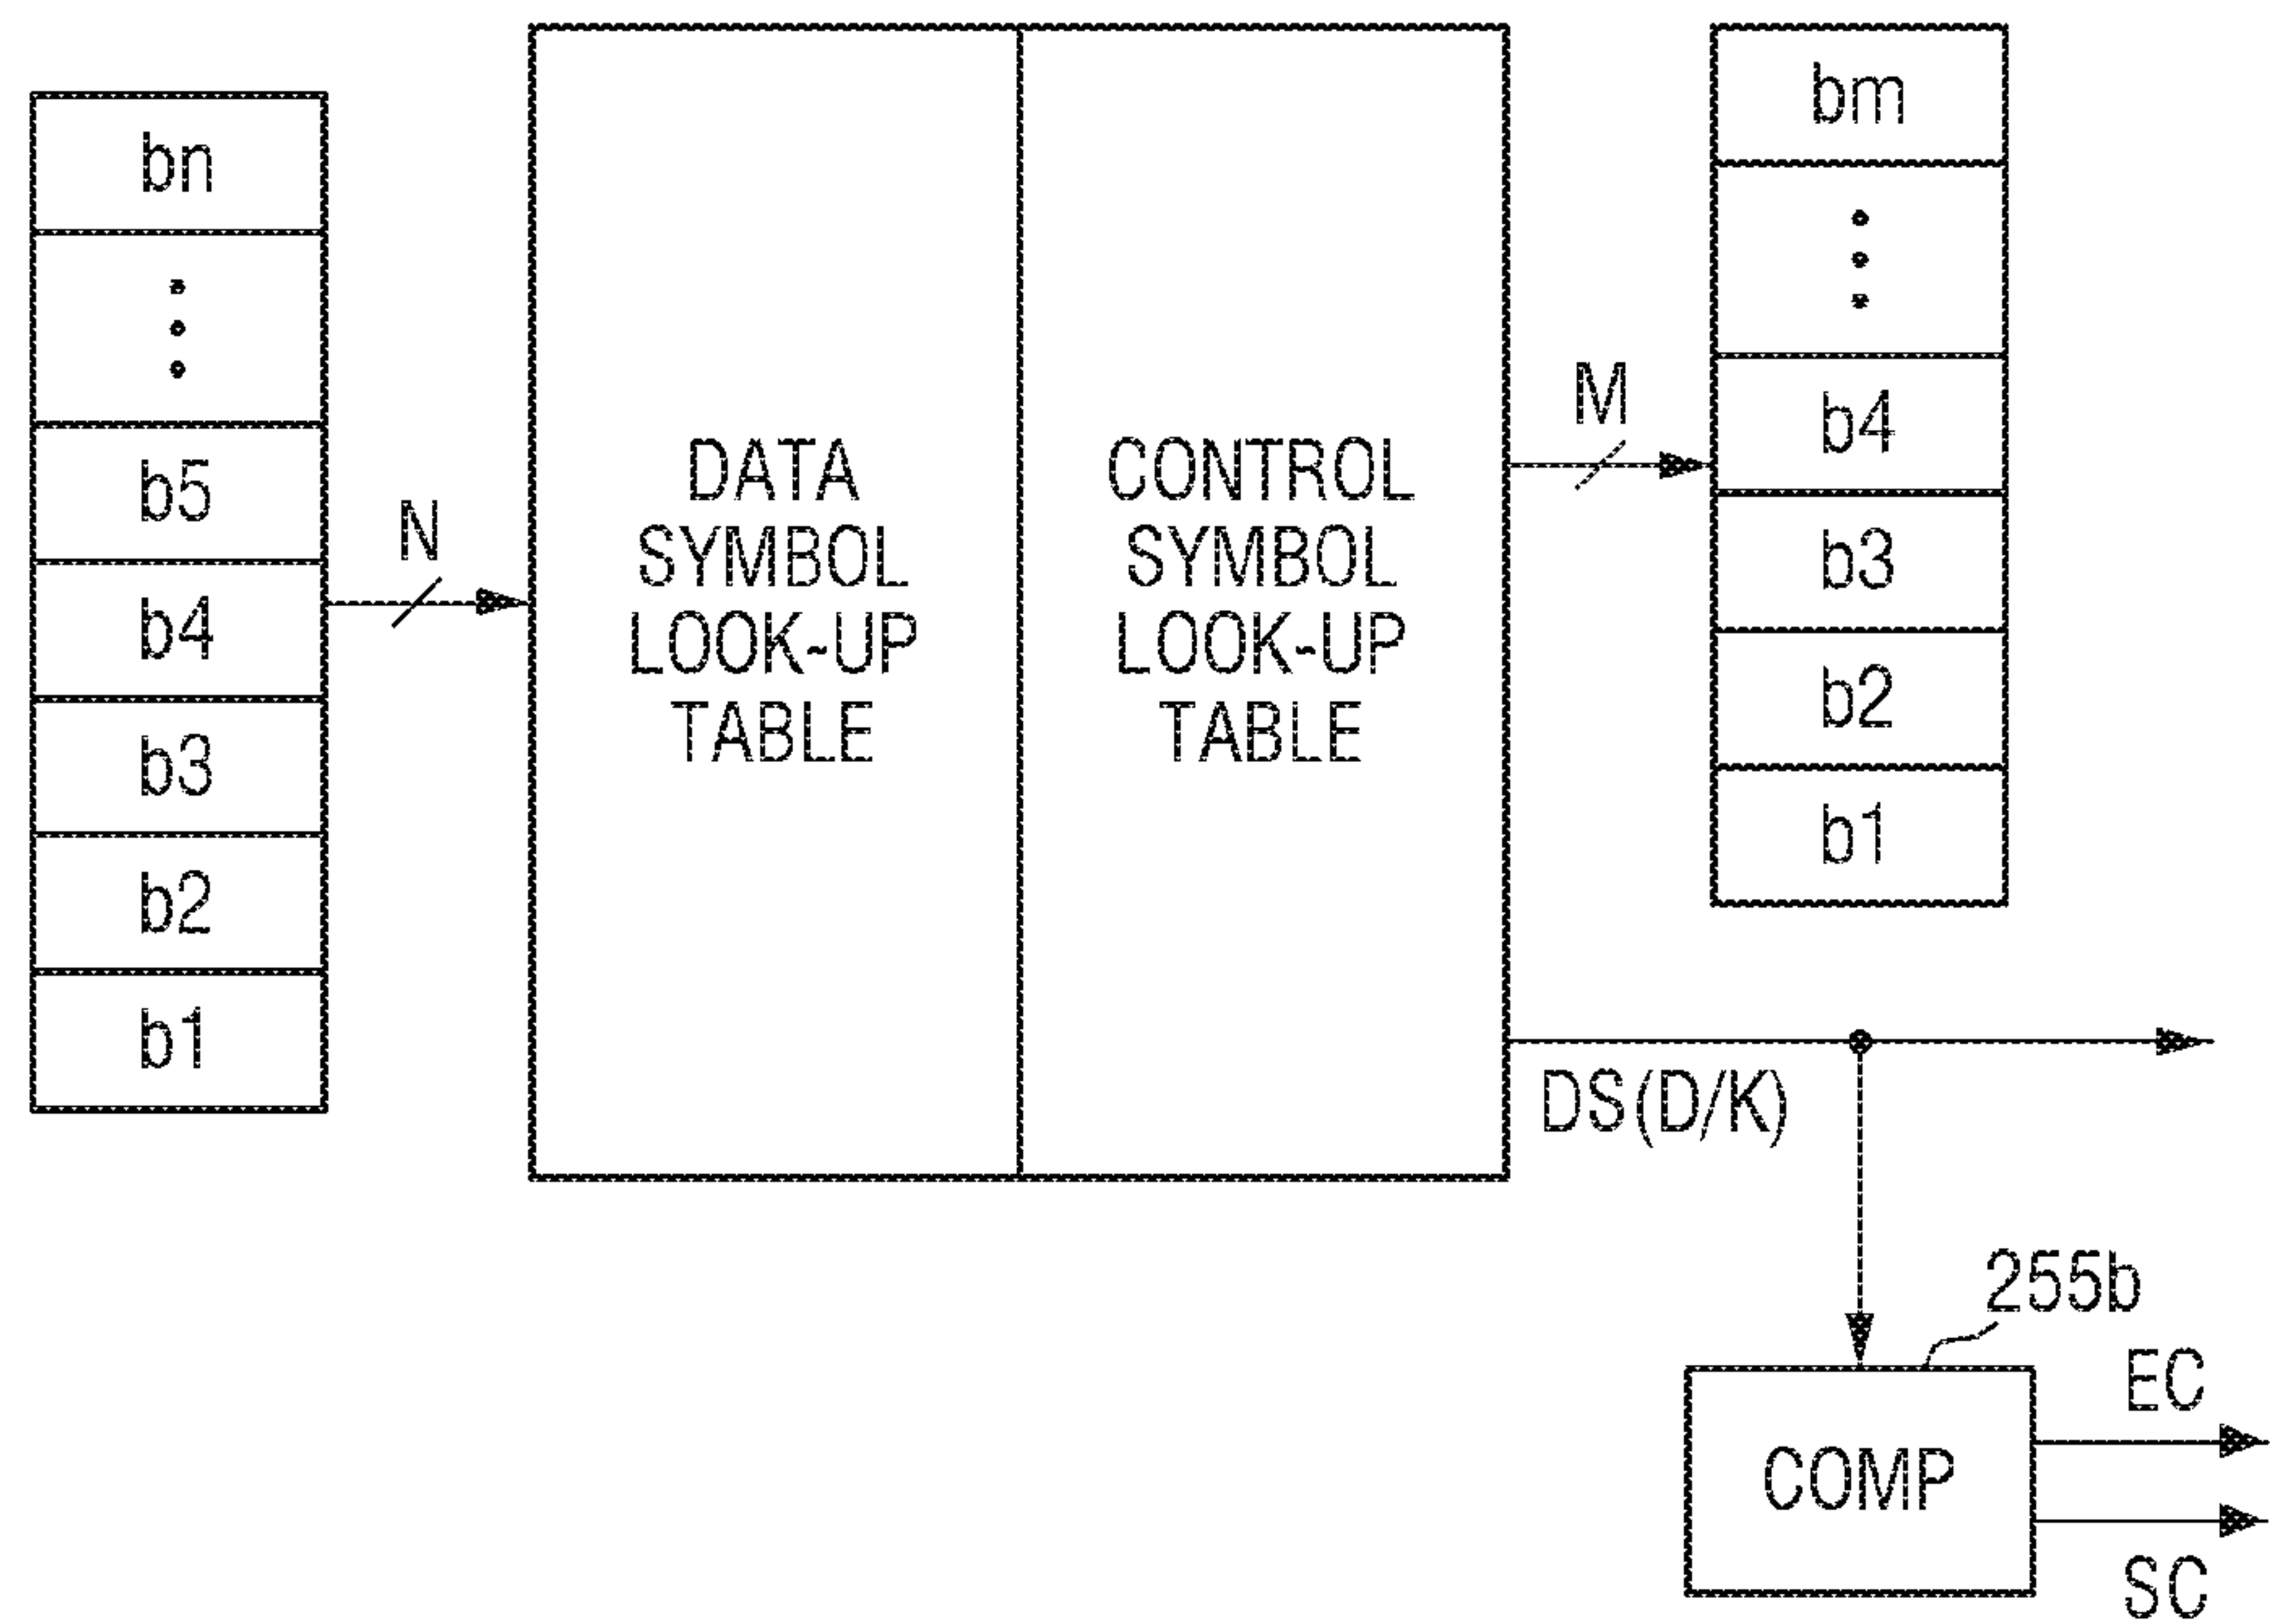 bn
b5
b4
b3
b2
b1
N
DATA
SYMBOL
LOOK-UP
TABLE
CONTROL
SYMBOL
LOOK-UP
TABLE
M
bm
b4
b3
b2
b1
DS(D/K)
255b
COMP
EC
SC